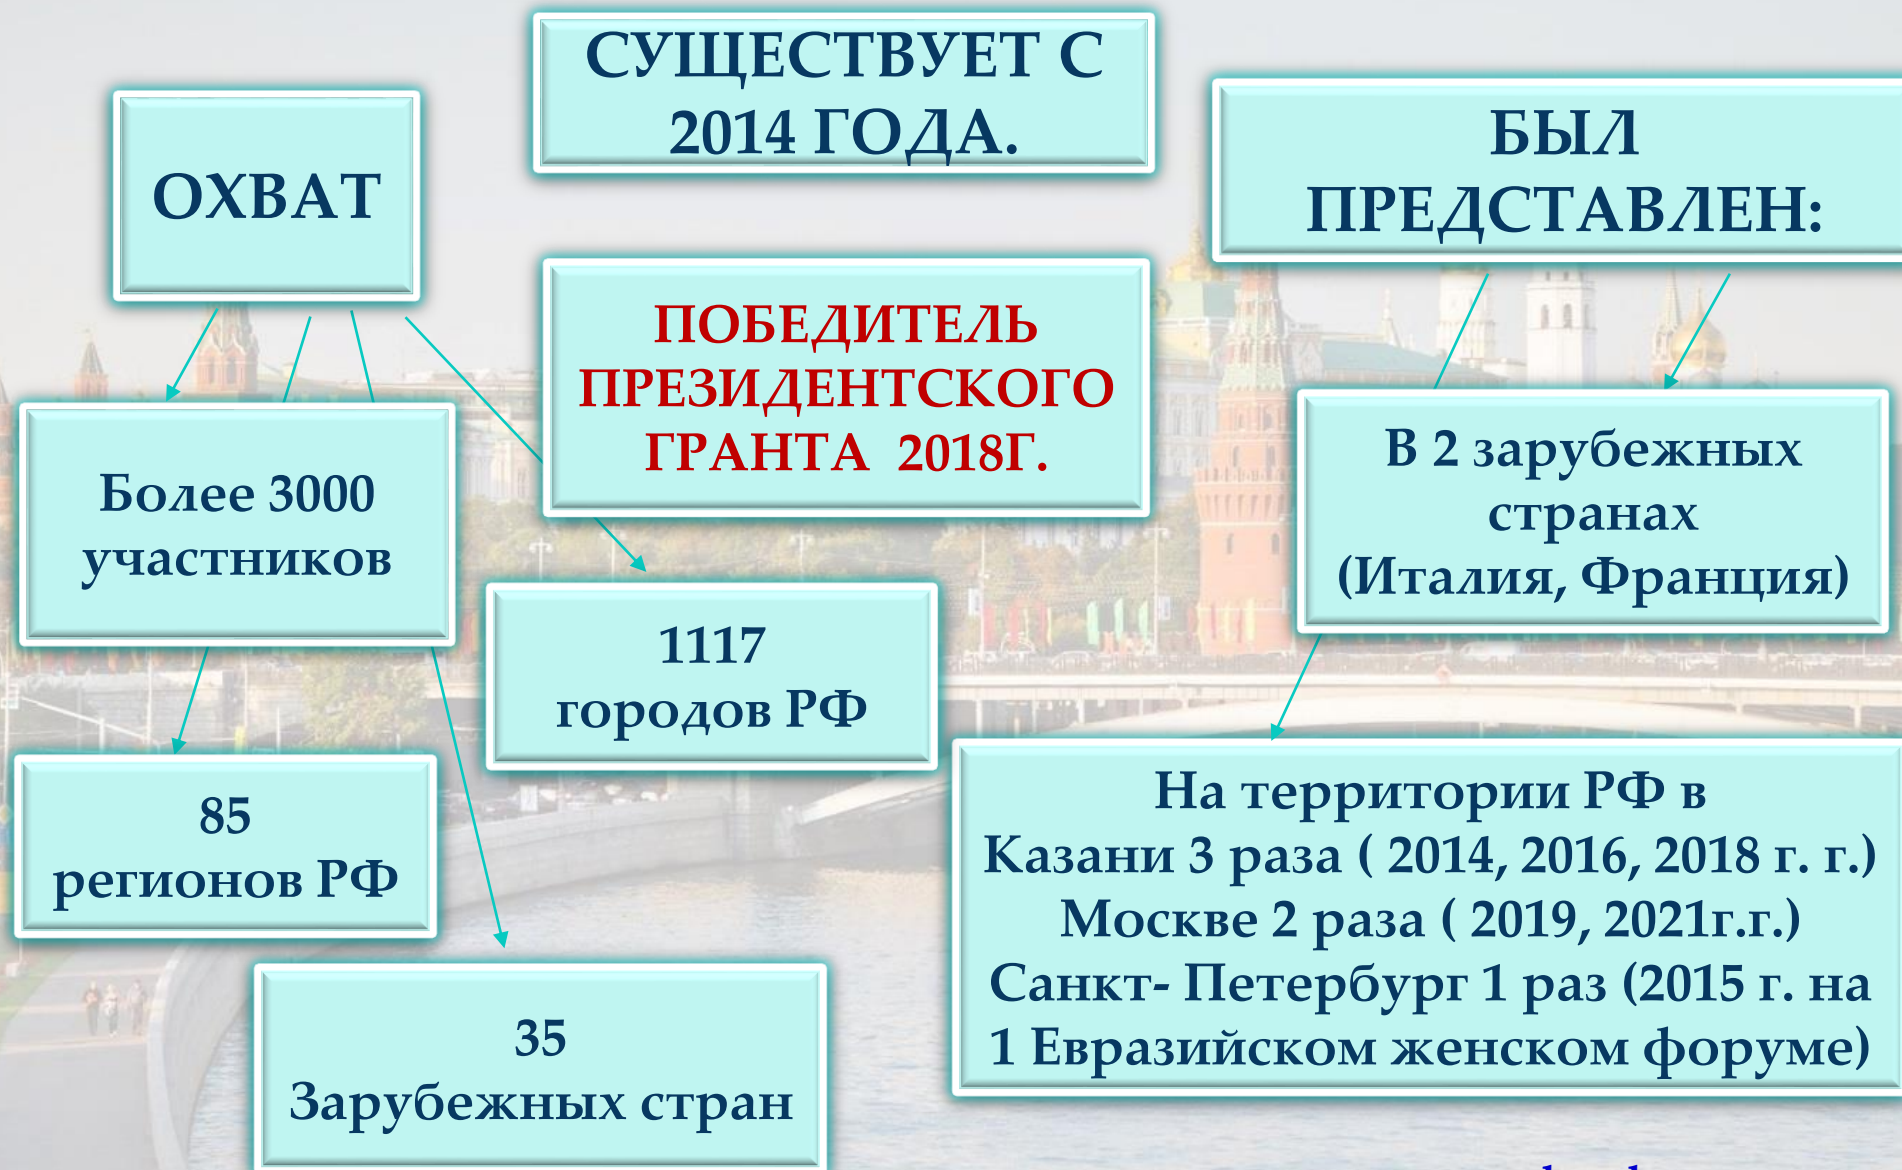 СУЩЕСТВУЕТ С
2014 ГОДА.
ОХВАТ
БЫЛ
ПРЕДСТАВЛЕН:
ПОБЕДИТЕЛЬ
ПРЕЗИДЕНТСКОГО
ГРАНТА 2018Г.
Более 3000
участников
В 2 зарубежных
странах
(Италия, Франция)
1117
городов РФ
85
регионов РФ
На территории РФ в
Казани 3 раза ( 2014, 2016, 2018 г. г.)
Москве 2 раза ( 2019, 2021г.г.)
Санкт- Петербург 1 раз (2015 г. на
1 Евразийском женском форуме)
35
Зарубежных стран